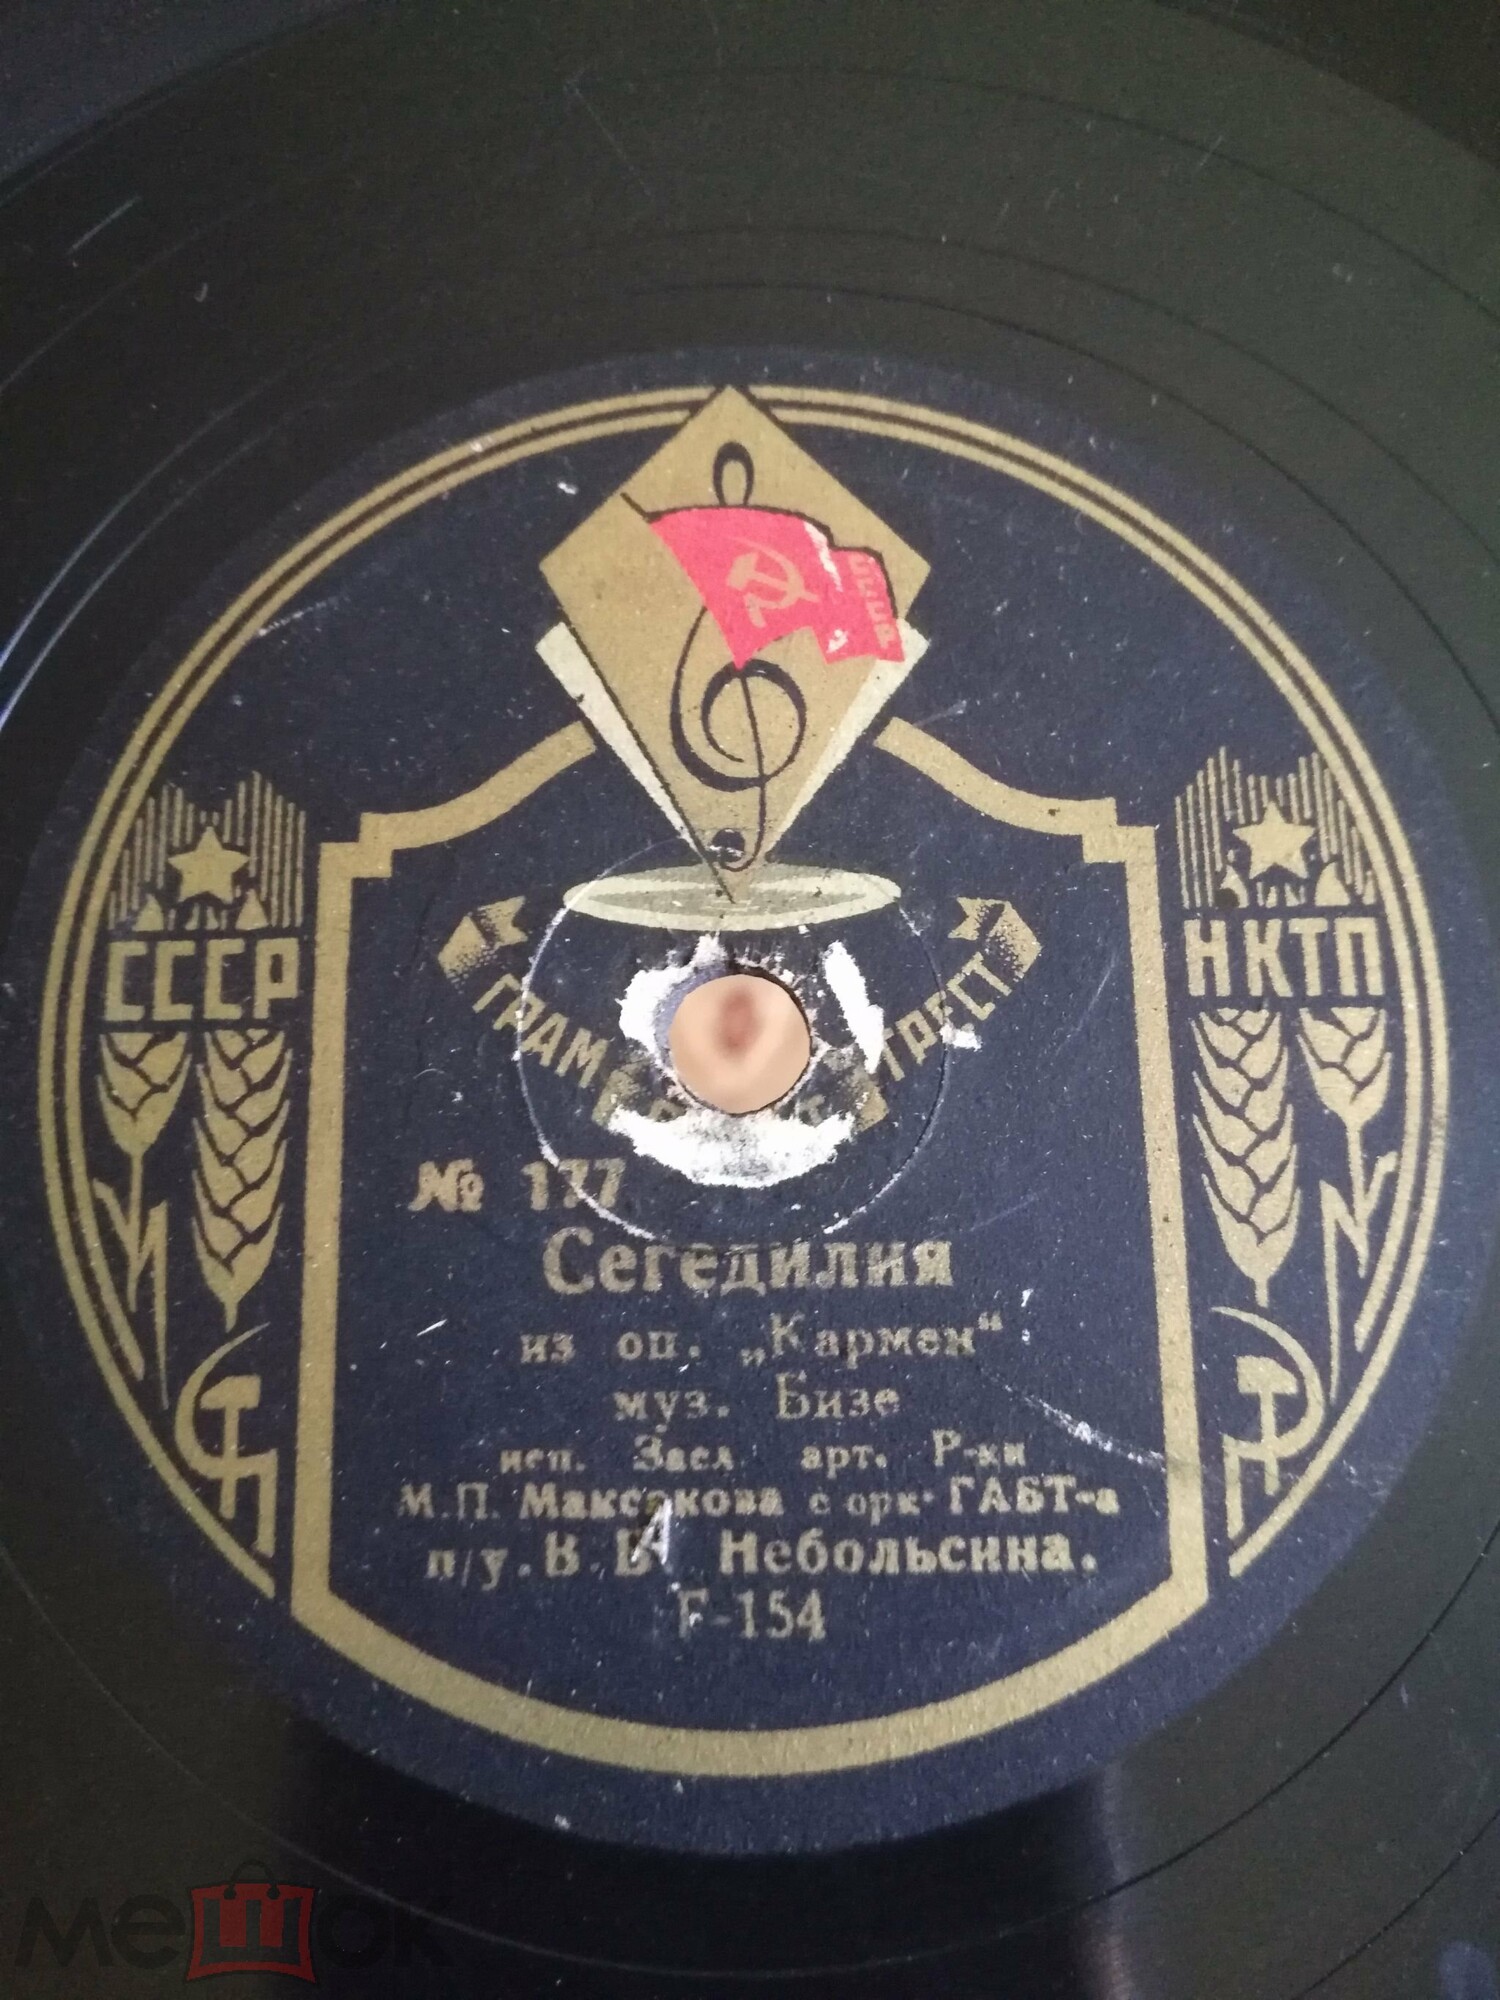 СССР
НКТП
ГРАМ
ТРЕСТ
№ 177
Сегедилия
из оп. „Кармен“
муз. Бизе
исп. Засл. арт. Р-ки
М.П. Максакова с орк. ГАБТ-а
п/у. В. В. Небольсина.
F-154
мешок